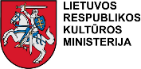 LIETUVOS
RESPUBLIKOS
KULTŪROS
MINISTERIJA